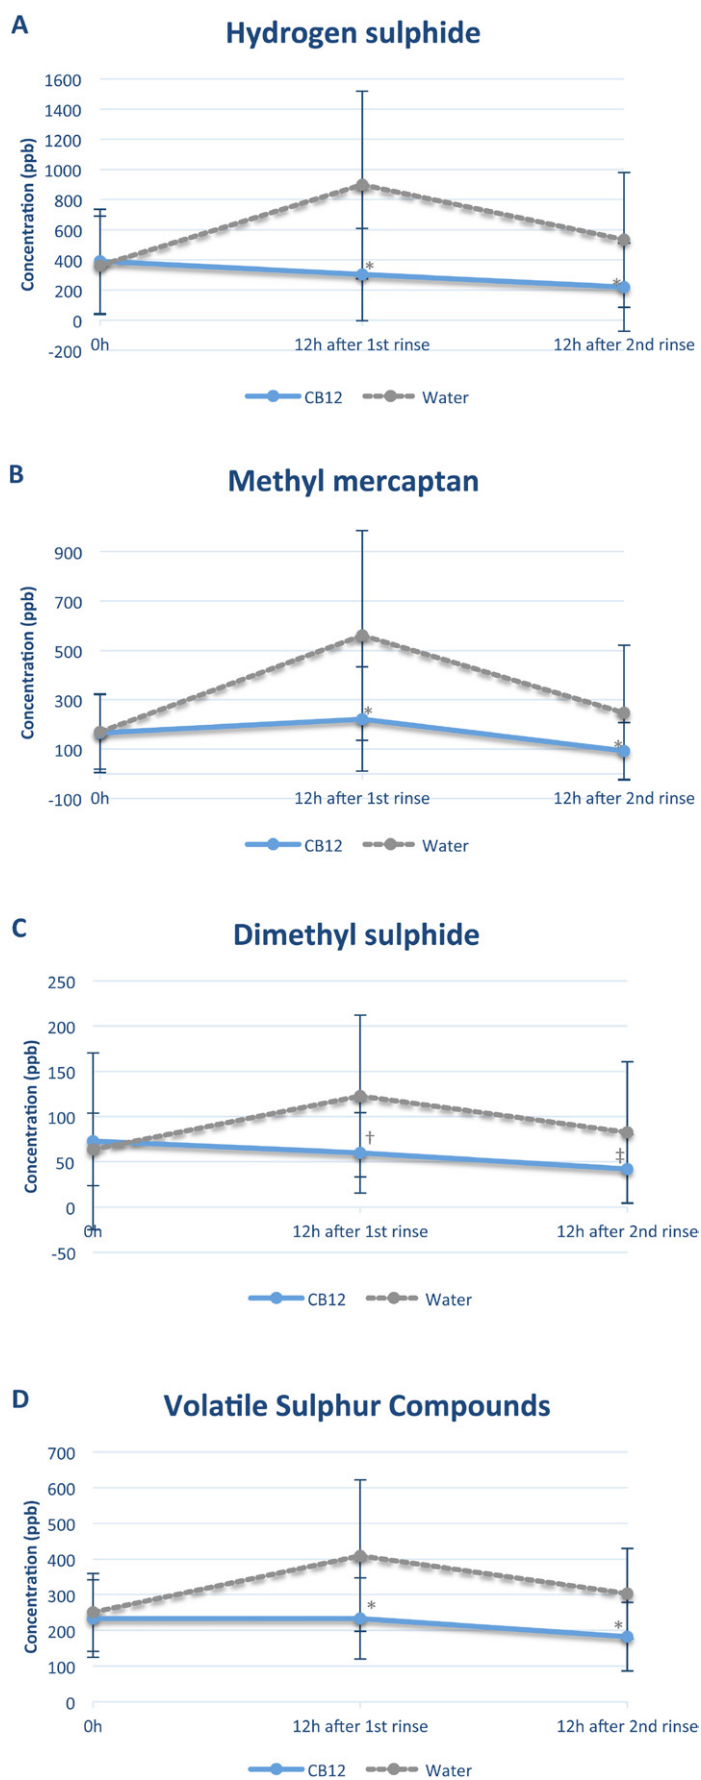 A
Hydrogen sulphide
Concentration (ppb)
1600
1400
1200
1000
800
600
400
200
0
-200
*
*
0h 12h after 1st rinse 12h after 2nd rinse
CB12 Water
B
Methyl mercaptan
Concentration (ppb)
900
700
500
300
100
-100
*
*
0h 12h after 1st rinse 12h after 2nd rinse
CB12 Water
C
Dimethyl sulphide
Concentration (ppb)
250
200
150
100
50
0
-50
†
‡
0h 12h after 1st rinse 12h after 2nd rinse
CB12 Water
D
Volatile Sulphur Compounds
Concentration (ppb)
700
600
500
400
300
200
100
0
*
*
0h 12h after 1st rinse 12h after 2nd rinse
CB12 Water